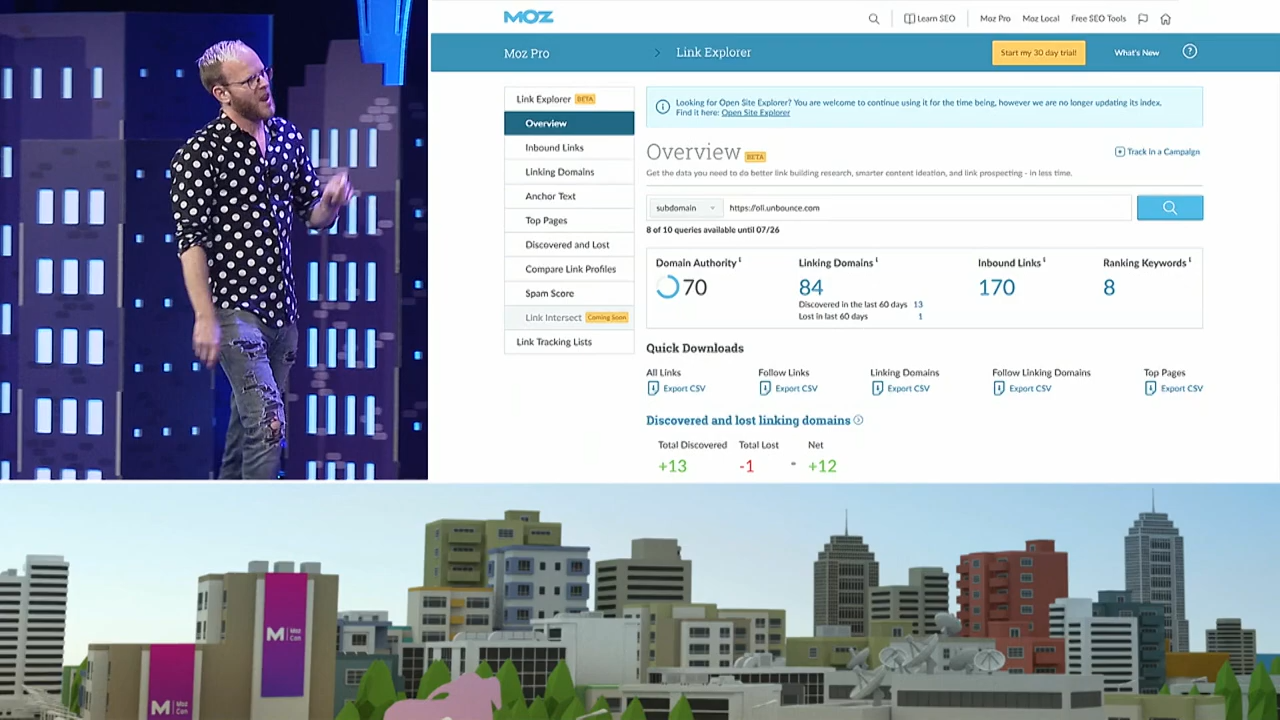 MOZ
Learn SEO
Moz Pro
Moz Local
Free SEO Tools
Moz Pro
Link Explorer
Start my 30 day trial!
What's New
Link Explorer BETA
Overview
Inbound Links
Linking Domains
Anchor Text
Top Pages
Discovered and Lost
Compare Link Profiles
Spam Score
Link Intersect Coming Soon
Link Tracking Lists
Looking for Open Site Explorer? You are welcome to continue using it for the time being, however we are no longer updating its index.
Find it here: Open Site Explorer
Overview BETA
Track In a Campaign
Get the data you need to do better link building research, smarter content ideation, and link prospecting - in less time.
subdomain
https://oli.unbounce.com
8 of 10 queries available until 07/26
Domain Authority
Linking Domains
Inbound Links
Ranking Keywords
70
84
170
8
Discovered in the last 60 days 13
Lost in last 60 days 1
Quick Downloads
All Links
Follow Links
Linking Domains
Follow Linking Domains
Top Pages
Export CSV
Export CSV
Export CSV
Export CSV
Export CSV
Discovered and lost linking domains
Total Discovered
Total Lost
Net
+13
-1
+12
M Moz Con
M Moz Con